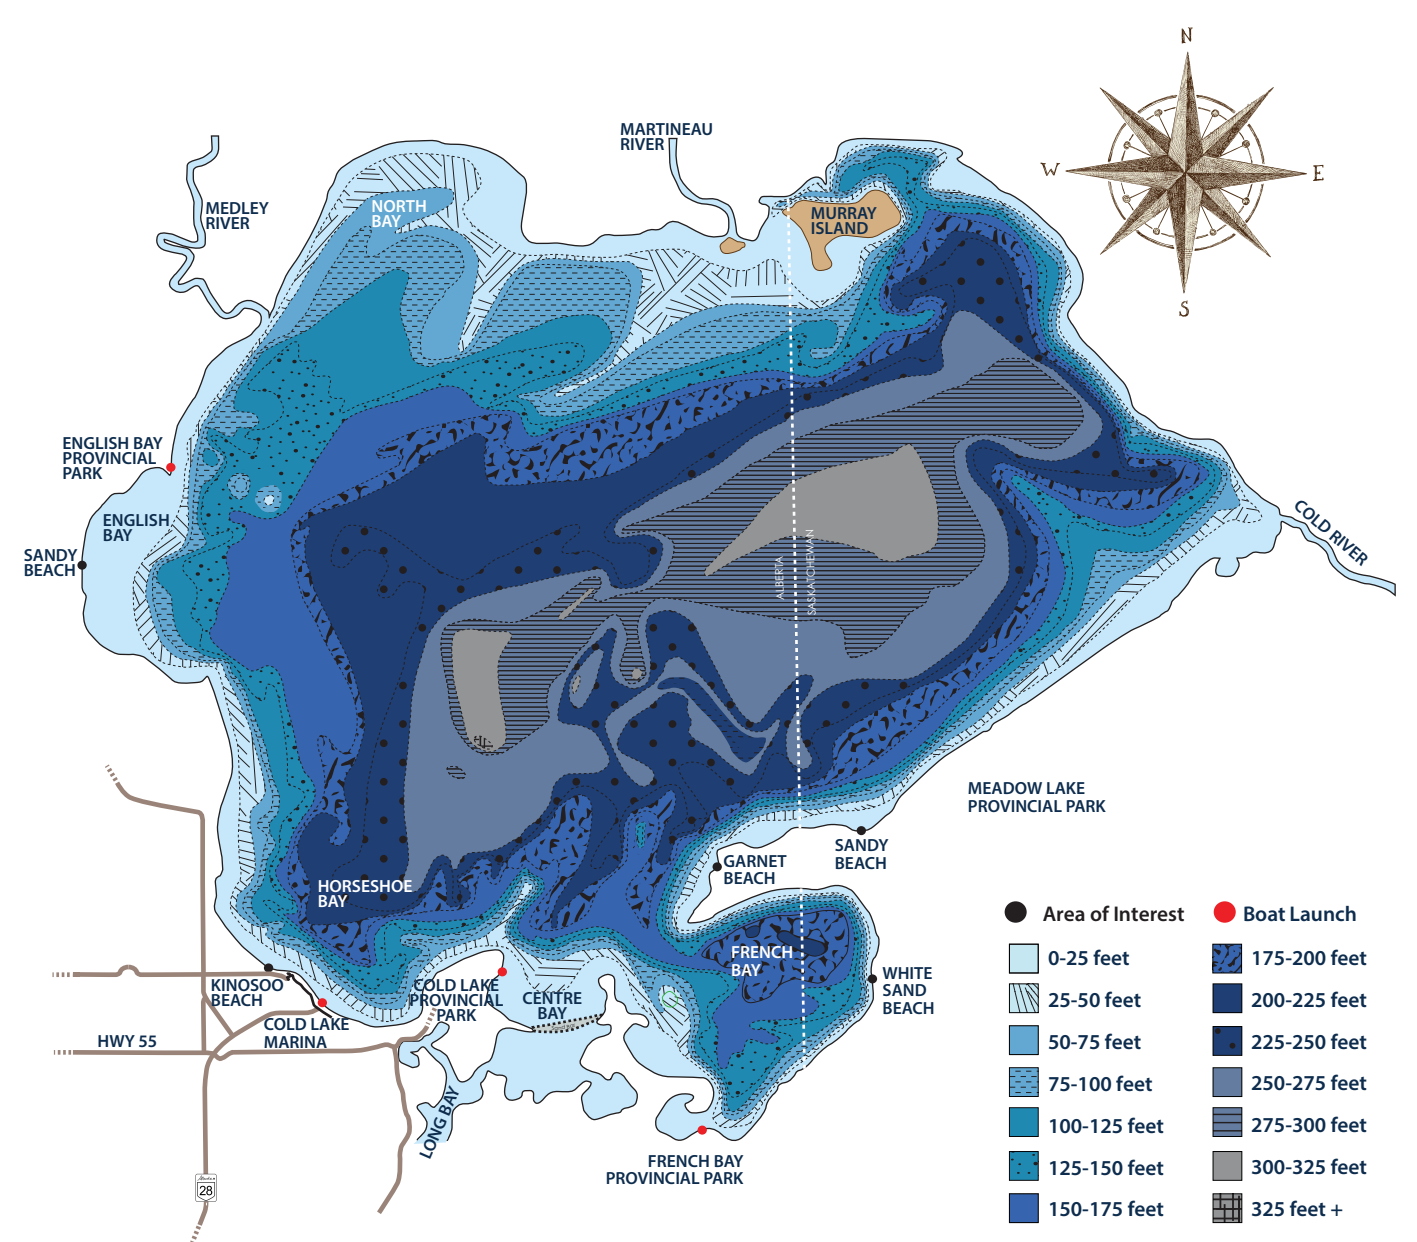 N
W
E
S
MARTINEAU
RIVER
MEDLEY
RIVER
NORTH
BAY
MURRAY
ISLAND
ENGLISH BAY
PROVINCIAL
PARK
ENGLISH
BAY
SANDY
BEACH
COLD RIVER
ALBERTA
SASKATCHEWAN
MEADOW LAKE
PROVINCIAL PARK
SANDY
BEACH
GARNET
BEACH
HORSESHOE
BAY
FRENCH
BAY
WHITE
SAND
BEACH
KINOSOO
BEACH
COLD LAKE
PROVINCIAL
PARK
CENTRE
BAY
COLD LAKE
MARINA
HWY 55
LONG BAY
FRENCH BAY
PROVINCIAL PARK
28
Area of Interest
Boat Launch
0-25 feet
25-50 feet
50-75 feet
75-100 feet
100-125 feet
125-150 feet
150-175 feet
175-200 feet
200-225 feet
225-250 feet
250-275 feet
275-300 feet
300-325 feet
325 feet +